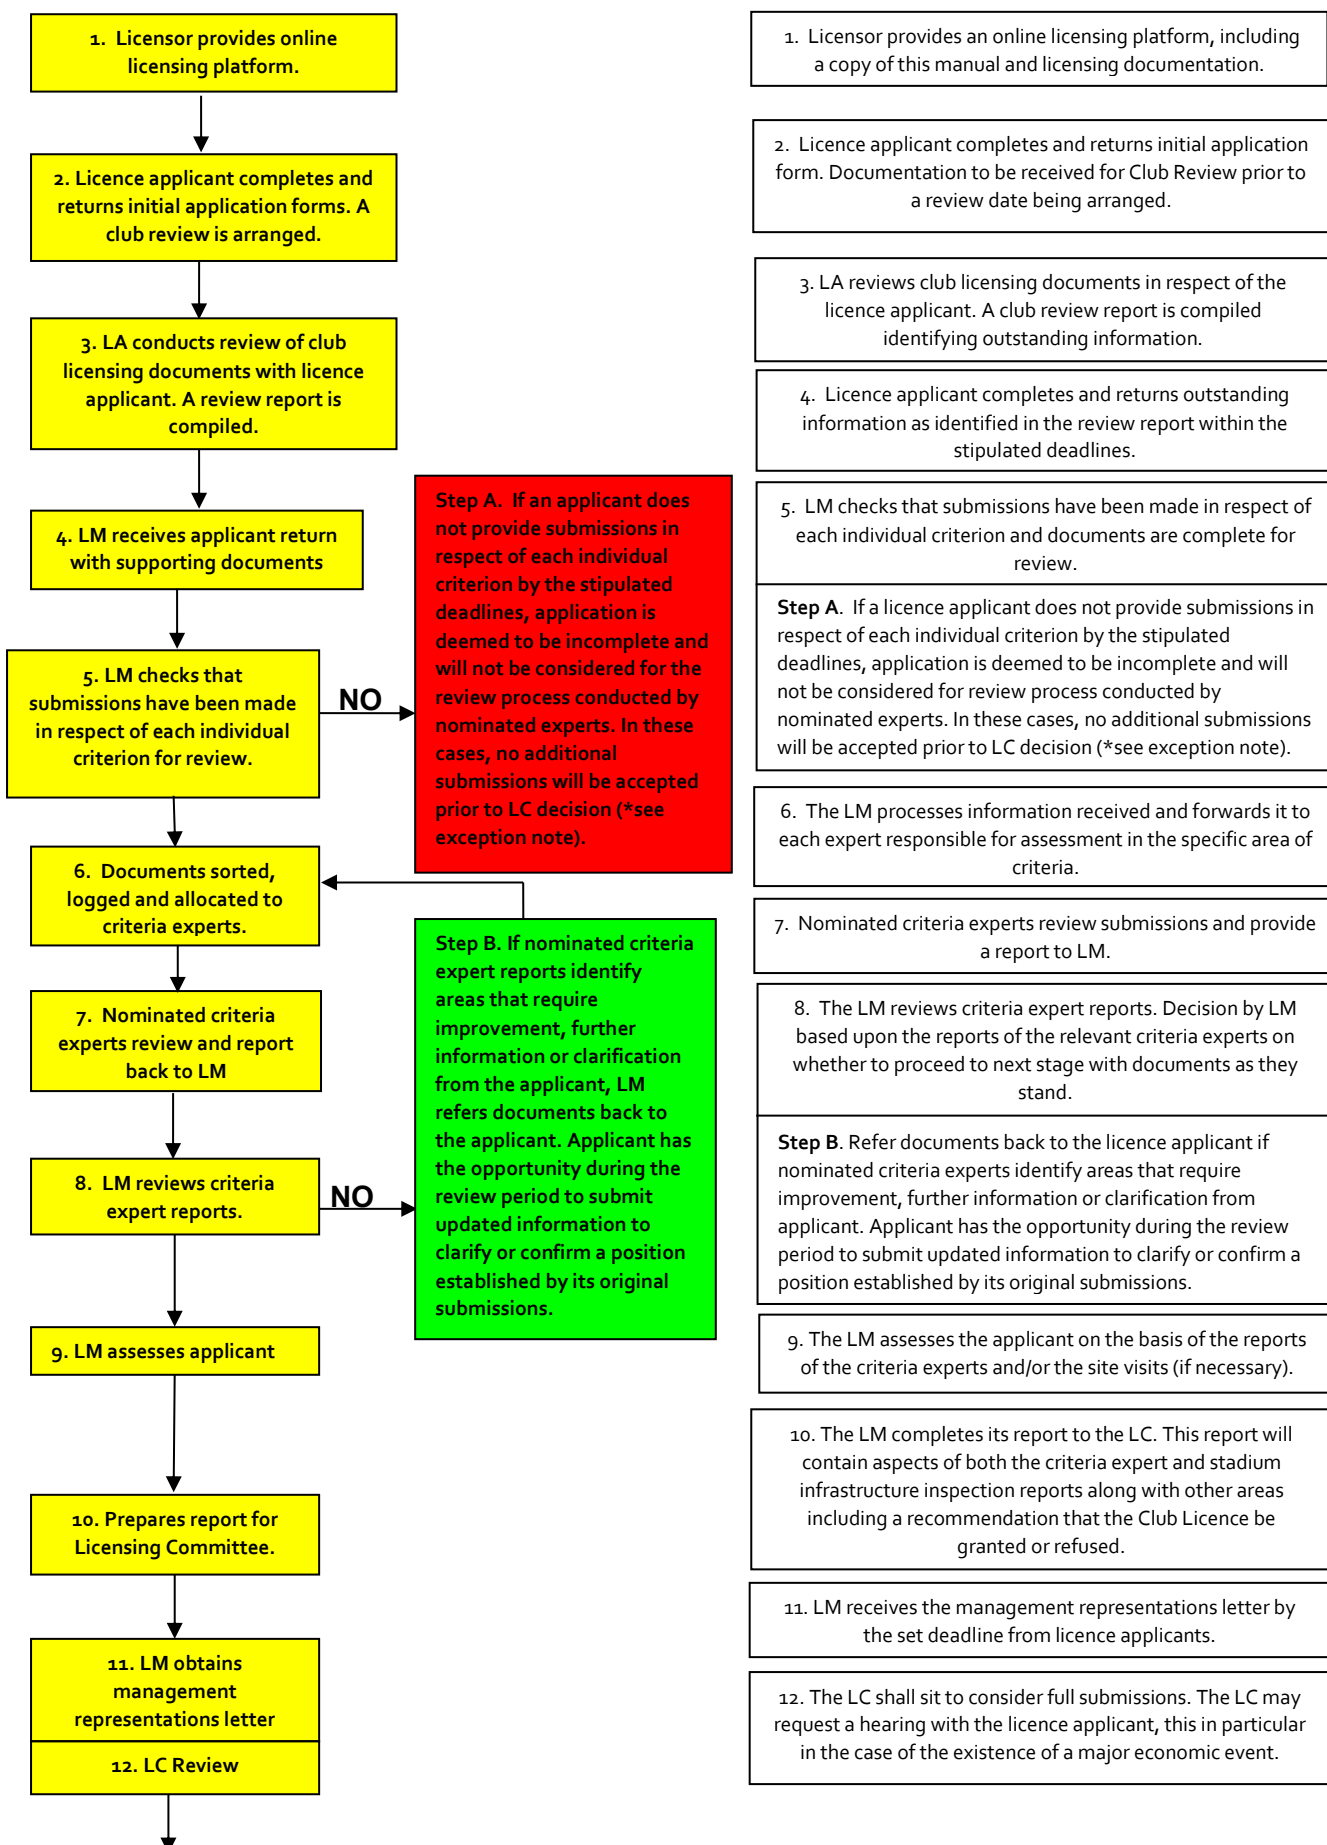 1. Licensor provides online
licensing platform.
2. Licence applicant completes and
returns initial application forms. A
club review is arranged.
3. LA conducts review of club
licensing documents with licence
applicant. A review report is
compiled.
4. LM receives applicant return
with supporting documents
5. LM checks that
submissions have been made
in respect of each individual
criterion for review.
NO
Step A. If an applicant does
not provide submissions in
respect of each individual
criterion by the stipulated
deadlines, application is
deemed to be incomplete and
will not be considered for the
review process conducted by
nominated experts. In these
cases, no additional
submissions will be accepted
prior to LC decision (*see
exception note).
6. Documents sorted,
logged and allocated to
criteria experts.
7. Nominated criteria
experts review and report
back to LM
8. LM reviews criteria
expert reports.
NO
Step B. If nominated criteria
expert reports identify
areas that require
improvement, further
information or clarification
from the applicant, LM
refers documents back to
the applicant. Applicant has
the opportunity during the
review period to submit
updated information to
clarify or confirm a position
established by its original
submissions.
9. LM assesses applicant
10. Prepares report for
Licensing Committee.
11. LM obtains
management
representations letter
12. LC Review
1. Licensor provides an online licensing platform, including
a copy of this manual and licensing documentation.
2. Licence applicant completes and returns initial application
form. Documentation to be received for Club Review prior to
a review date being arranged.
3. LA reviews club licensing documents in respect of the
licence applicant. A club review report is compiled
identifying outstanding information.
4. Licence applicant completes and returns outstanding
information as identified in the review report within the
stipulated deadlines.
5. LM checks that submissions have been made in respect of
each individual criterion and documents are complete for
review.
Step A. If a licence applicant does not provide submissions in
respect of each individual criterion by the stipulated
deadlines, application is deemed to be incomplete and will
not be considered for review process conducted by
nominated experts. In these cases, no additional submissions
will be accepted prior to LC decision (*see exception note).
6. The LM processes information received and forwards it to
each expert responsible for assessment in the specific area of
criteria.
7. Nominated criteria experts review submissions and provide
a report to LM.
8. The LM reviews criteria expert reports. Decision by LM
based upon the reports of the relevant criteria experts on
whether to proceed to next stage with documents as they
stand.
Step B. Refer documents back to the licence applicant if
nominated criteria experts identify areas that require
improvement, further information or clarification from
applicant. Applicant has the opportunity during the review
period to submit updated information to clarify or confirm a
position established by its original submissions.
9. The LM assesses the applicant on the basis of the reports
of the criteria experts and/or the site visits (if necessary).
10. The LM completes its report to the LC. This report will
contain aspects of both the criteria expert and stadium
infrastructure inspection reports along with other areas
including a recommendation that the Club Licence be
granted or refused.
11. LM receives the management representations letter by
the set deadline from licence applicants.
12. The LC shall sit to consider full submissions. The LC may
request a hearing with the licence applicant, this in particular
in the case of the existence of a major economic event.